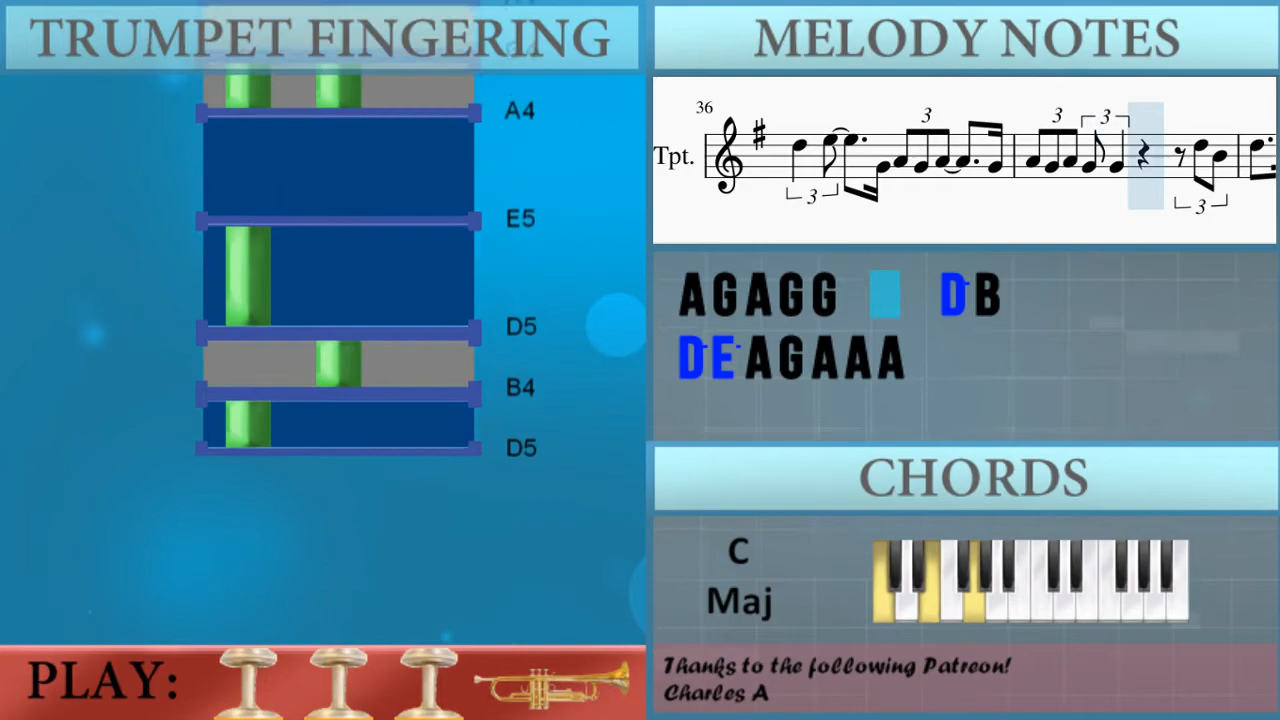 TRUMPET FINGERING
A4
E5
D5
B4
D5
PLAY:
MELODY NOTES
36
3 3 3
Tpt.
3 3
AGAGG DB
DEAGAAA
CHORDS
C
Maj
Thanks to the following Patreon!
Charles A